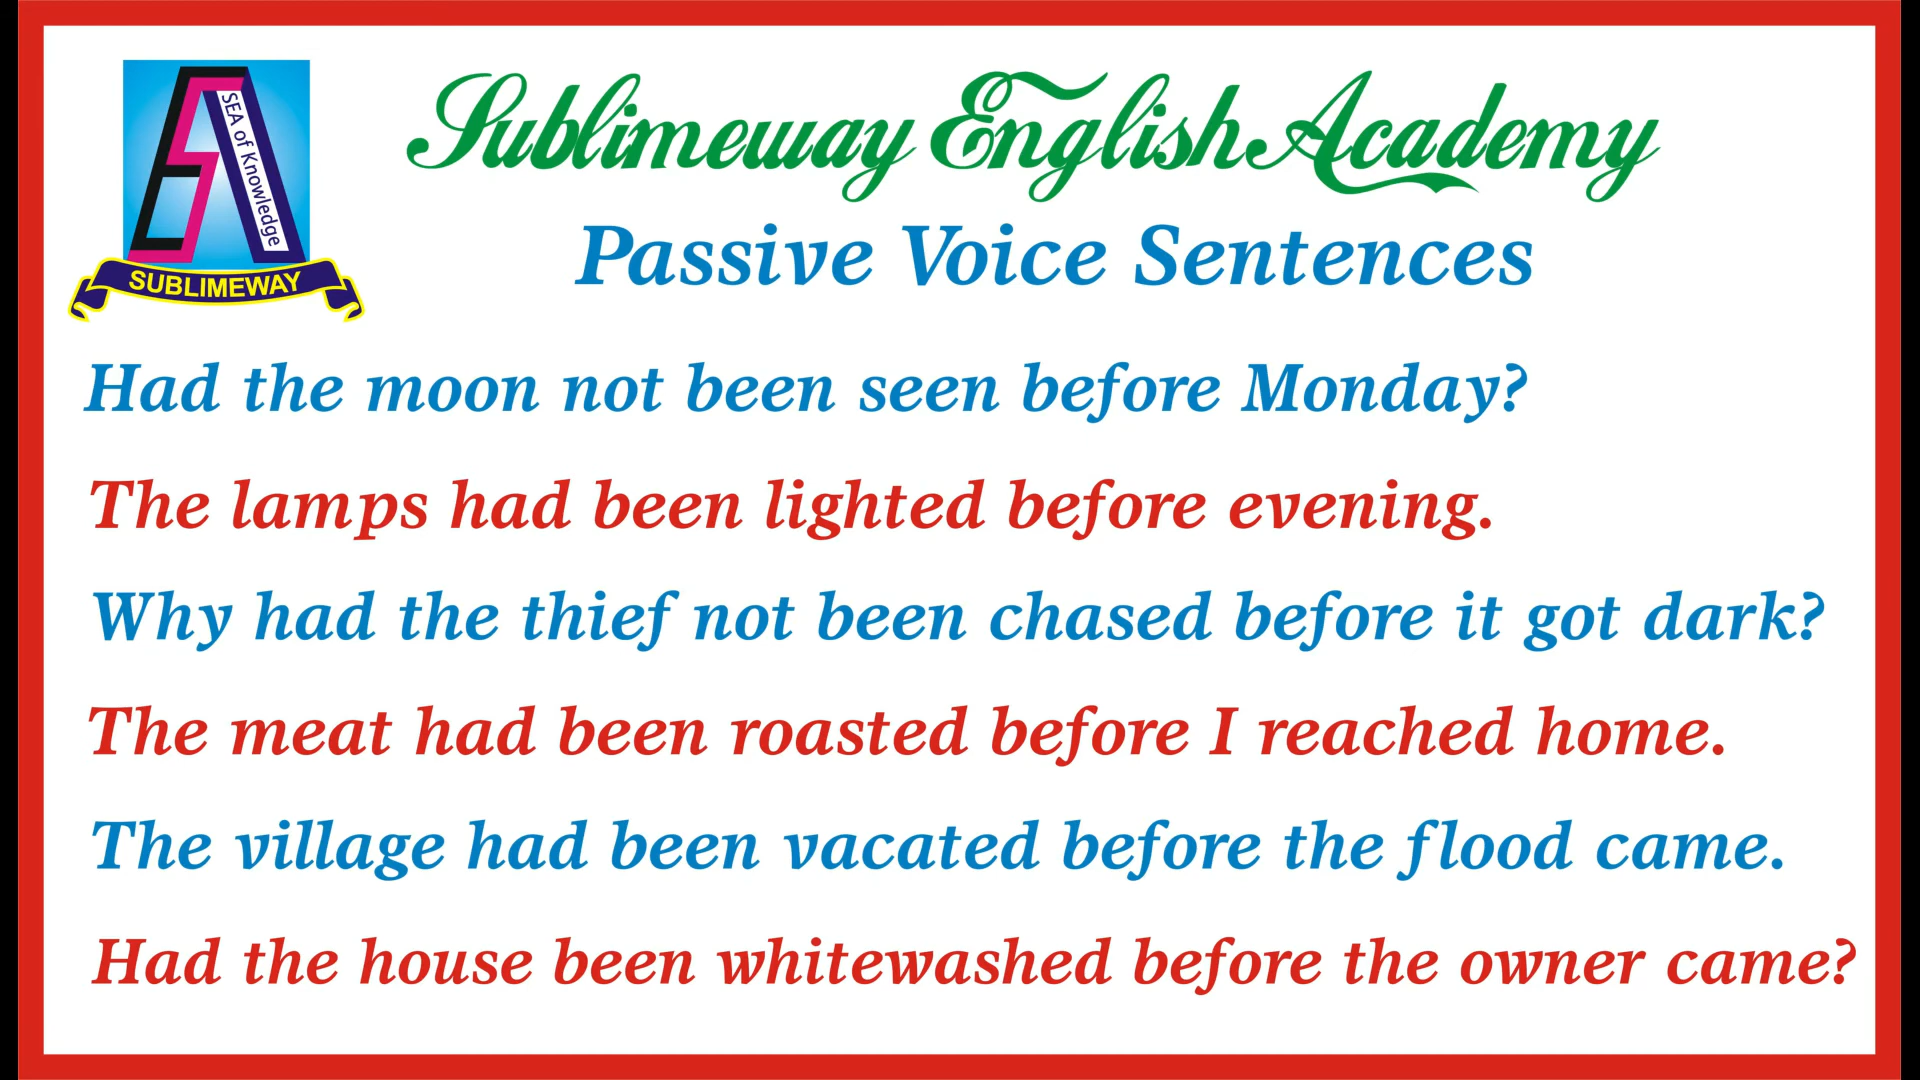 Sublimeway English Academy
SEA of Knowledge
SUBLIMEWAY
Passive Voice Sentences
Had the moon not been seen before Monday?
The lamps had been lighted before evening.
Why had the thief not been chased before it got dark?
The meat had been roasted before I reached home.
The village had been vacated before the flood came.
Had the house been whitewashed before the owner came?